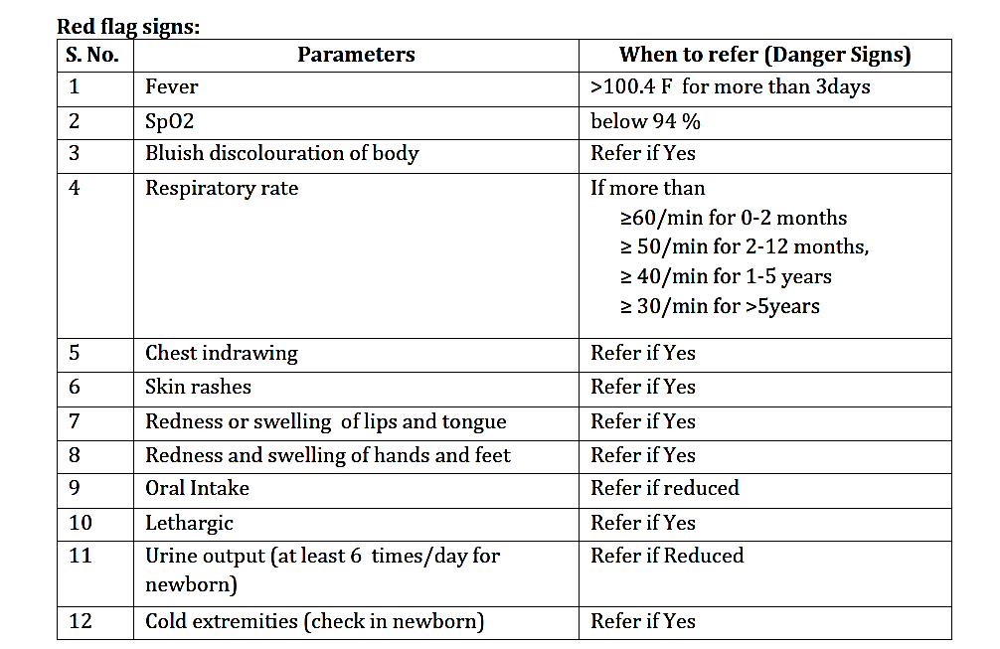 Red flag signs:
S. No. Parameters When to refer (Danger Signs)
1 Fever >100.4 F for more than 3days
2 SpO2 below 94 %
3 Bluish discolouration of body Refer if Yes
4 Respiratory rate If more than
≥60/min for 0-2 months
≥ 50/min for 2-12 months,
≥ 40/min for 1-5 years
≥ 30/min for >5years
5 Chest indrawing Refer if Yes
6 Skin rashes Refer if Yes
7 Redness or swelling of lips and tongue Refer if Yes
8 Redness and swelling of hands and feet Refer if Yes
9 Oral Intake Refer if reduced
10 Lethargic Refer if Yes
11 Urine output (at least 6 times/day for Refer if Reduced
newborn)
12 Cold extremities (check in newborn) Refer if Yes